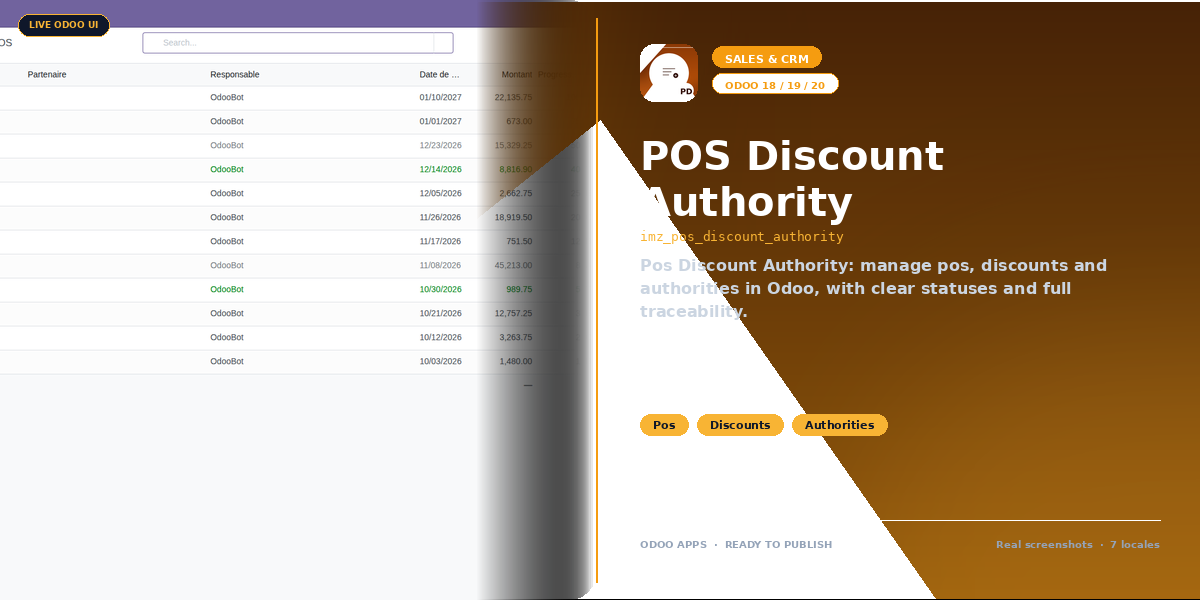 LIVE ODOO UI
OS
Search...
Partenaire Responsable Date de ... Montant
OdooBot 01/10/2027 22,135.75
OdooBot 01/01/2027 673.00
OdooBot 12/23/2026 15,329.25
OdooBot 12/14/2026 8,816.90
OdooBot 12/05/2026 2,662.75
OdooBot 11/26/2026 18,919.50
OdooBot 11/17/2026 751.50
OdooBot 11/08/2026 45,213.00
OdooBot 10/30/2026 989.75
OdooBot 10/21/2026 12,757.25
OdooBot 10/12/2026 3,263.75
OdooBot 10/03/2026 1,480.00
—
PD
SALES & CRM
ODOO 18 / 19 / 20
POS Discount
Authority
imz_pos_discount_authority
Pos Discount Authority: manage pos, discounts and
authorities in Odoo, with clear statuses and full
traceability.
Pos Discounts Authorities
ODOO APPS · READY TO PUBLISH
Real screenshots · 7 locales